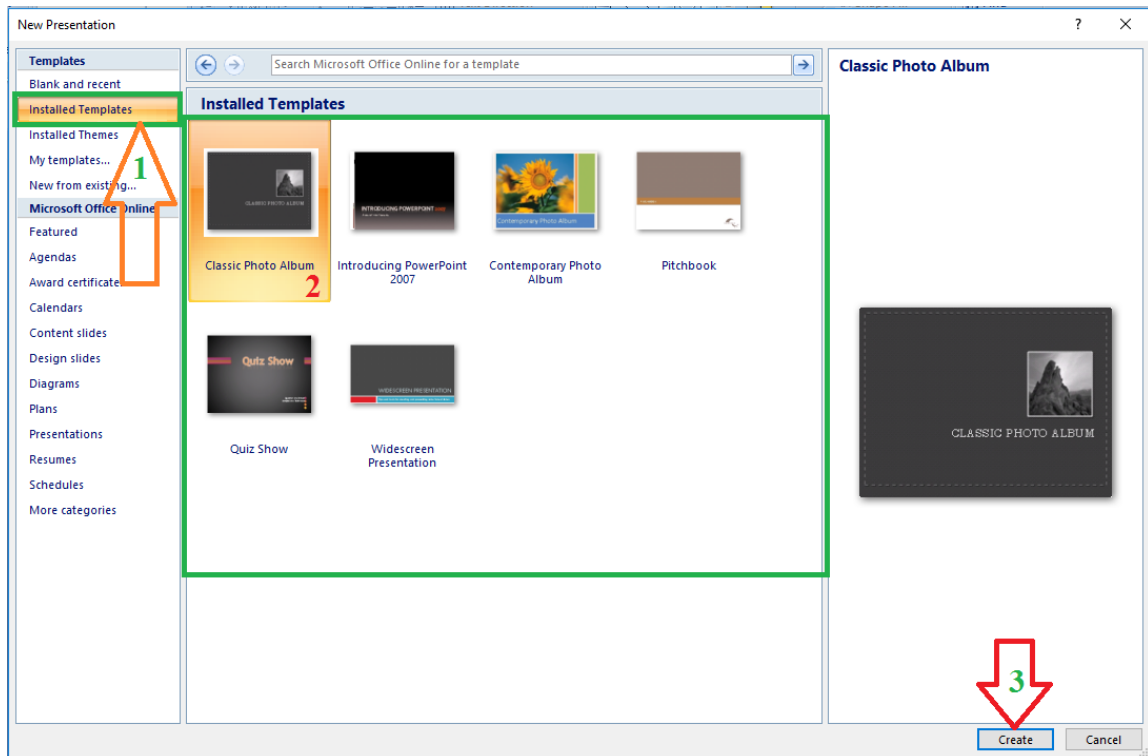 New Presentation
?
Templates
Blank and recent
Installed Templates
Installed Themes
My templates...
New from existing...
Microsoft Office Online
Featured
Agendas
Award certificate
Calendars
Content slides
Design slides
Diagrams
Plans
Presentations
Resumes
Schedules
More categories
1
Search Microsoft Office Online for a template
Installed Templates
CLASSIC PHOTO ALBUM
Classic Photo Album
2
INTRODUCING POWERPOINT 2007
Introducing PowerPoint
2007
Contemporary Photo Album
Contemporary Photo
Album
Pitchbook
Quiz Show
Quiz Show
WIDESCREEN PRESENTATION
Widescreen
Presentation
Classic Photo Album
CLASSIC PHOTO ALBUM
3
Create
Cancel